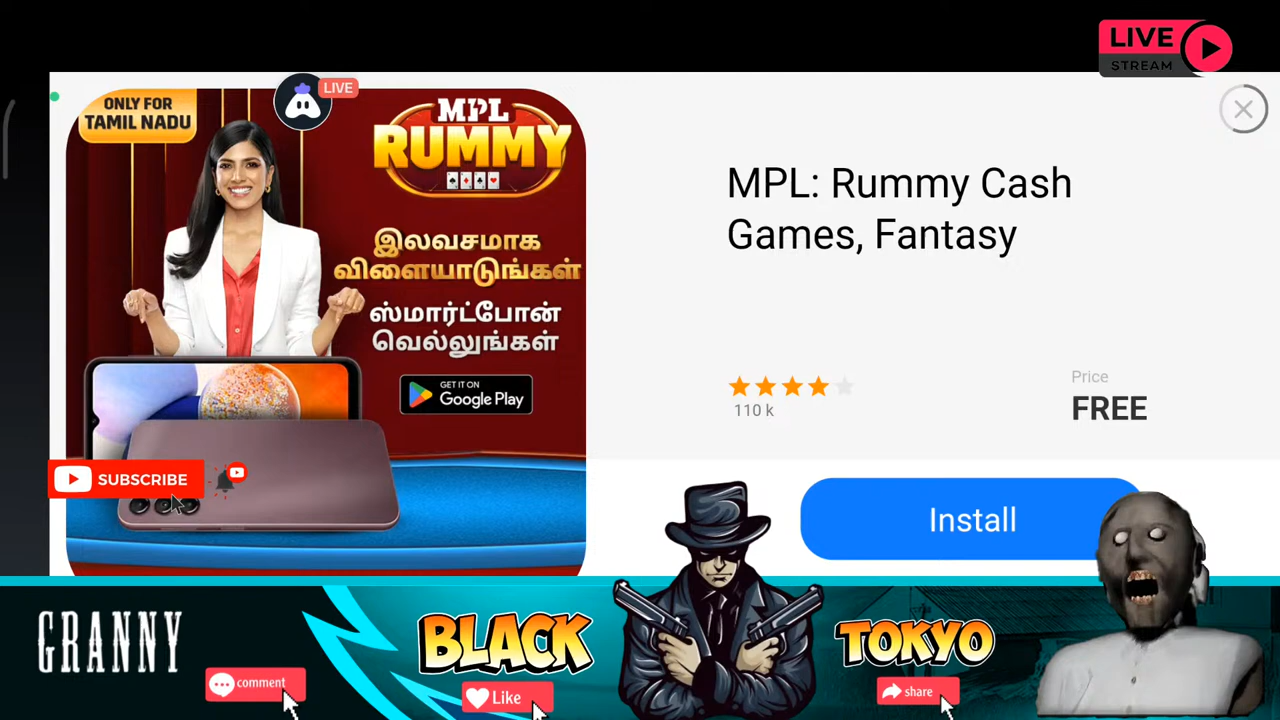 LIVE
STREAM
ONLY FOR
TAMIL NADU
LIVE
MPL
RUMMY
இலவசமாக
விளையாடுங்கள்
ஸ்மார்ட்போன்
வெல்லுங்கள்
GET IT ON
Google Play
MPL: Rummy Cash
Games, Fantasy
110 k
Price
FREE
SUBSCRIBE
Install
GRANNY
BLACK
TOKYO
comment
Like
share